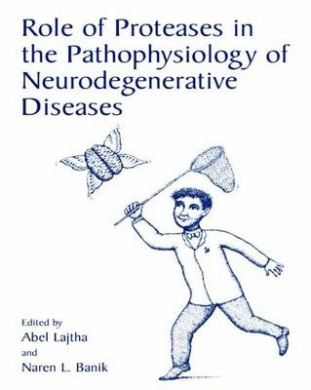 Role of Proteases in
the Pathophysiology of
Neurodegenerative
Diseases
Edited by
Abel Lajtha
and
Naren L. Banik